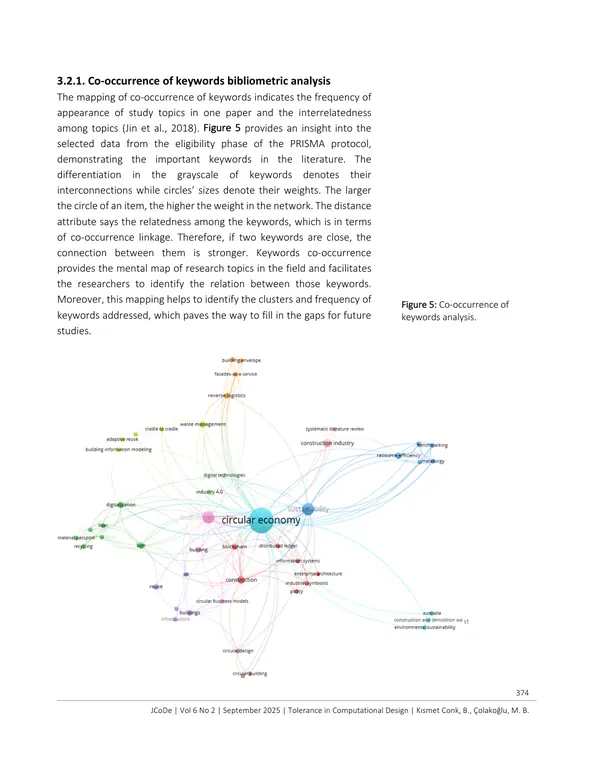 3.2.1. Co-occurrence of keywords bibliometric analysis
The mapping of co-occurrence of keywords indicates the frequency of
appearance of study topics in one paper and the interrelatedness
among topics (Jin et al., 2018). Figure 5 provides an insight into the
selected data from the eligibility phase of the PRISMA protocol,
demonstrating the important keywords in the literature. The
differentiation in the grayscale of keywords denotes their
interconnections while circles' sizes denote their weights. The larger
the circle of an item, the higher the weight in the network. The distance
attribute says the relatedness among the keywords, which is in terms
of co-occurrence linkage. Therefore, if two keywords are close, the
connection between them is stronger. Keywords co-occurrence
provides the mental map of research topics in the field and facilitates
the researchers to identify the relation between those keywords.
Moreover, this mapping helps to identify the clusters and frequency of
keywords addressed, which paves the way to fill in the gaps for future
studies.
Figure 5: Co-occurrence of
keywords analysis.
building envelope
facades-as-a-service
reverse logistics
waste management
cradle to cradle
systematic literature review
adaptive reuse
construction industry
benchmarking
building information modeling
resource efficiency
metallurgy
digital technologies
industry 4.0
digitalization
sustainability
circular economy
material passport
recycling
bim
building
blockchain
distributed ledger
information systems
iot
enterprise architecture
construction
industrial symbiosis
reuse
policy
circular business models
buildings
infrastructure
australia
construction and demolition wa st
environmental sustainability
circular design
circular building
374
JCoDe | Vol 6 No 2 | September 2025 | Tolerance in Computational Design | Kısmet Conk, B., Çolakoğlu, M. B.